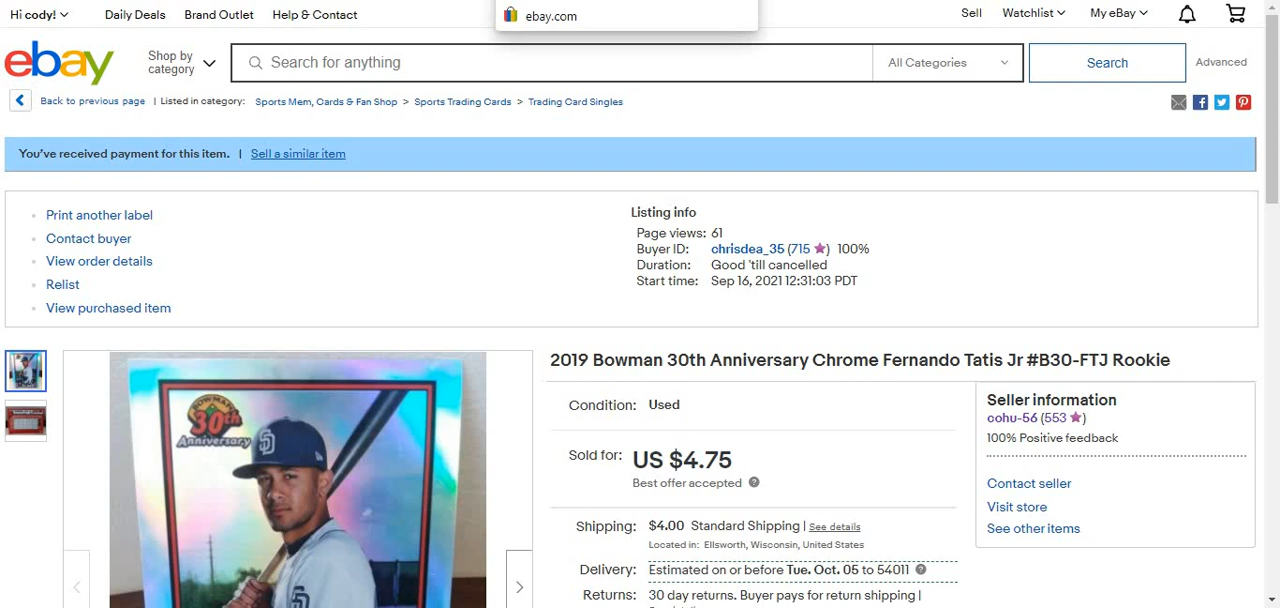 Hi cody!
Daily Deals
Brand Outlet
Help & Contact
ebay.com
Sell
Watchlist
My eBay
ebay
Shop by
category
Search for anything
All Categories
Search
Advanced
Back to previous page | Listed in category: Sports Mem, Cards & Fan Shop > Sports Trading Cards > Trading Card Singles
You've received payment for this item. | Sell a similar item
Print another label
Contact buyer
View order details
Relist
View purchased item
Listing info
Page views: 61
Buyer ID: chrisdea_35 (715 ) 100%
Duration: Good 'till cancelled
Start time: Sep 16, 2021 12:31:03 PDT
BOWMAN
30th
Anniversary
SD
2019 Bowman 30th Anniversary Chrome Fernando Tatis Jr #B30-FTJ Rookie
Condition: Used
Sold for: US $4.75
Best offer accepted
Shipping: $4.00 Standard Shipping | See details
Located in: Ellsworth, Wisconsin, United States
Delivery: Estimated on or before Tue. Oct. 05 to 54011
Returns: 30 day returns. Buyer pays for return shipping |
Seller information
cohu-56 (553 )
100% Positive feedback
Contact seller
Visit store
See other items